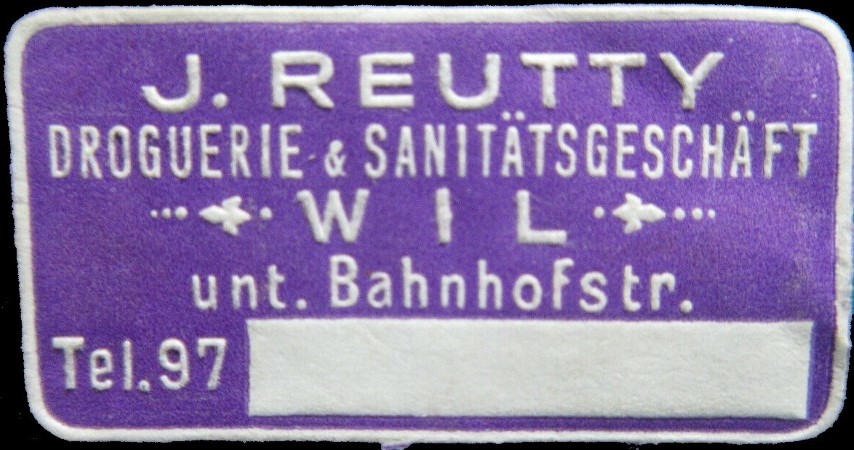 J. REUTTY
DROGUERIE & SANITÄTSGESCHÄFT
WIL
unt. Bahnhofstr.
Tel. 97